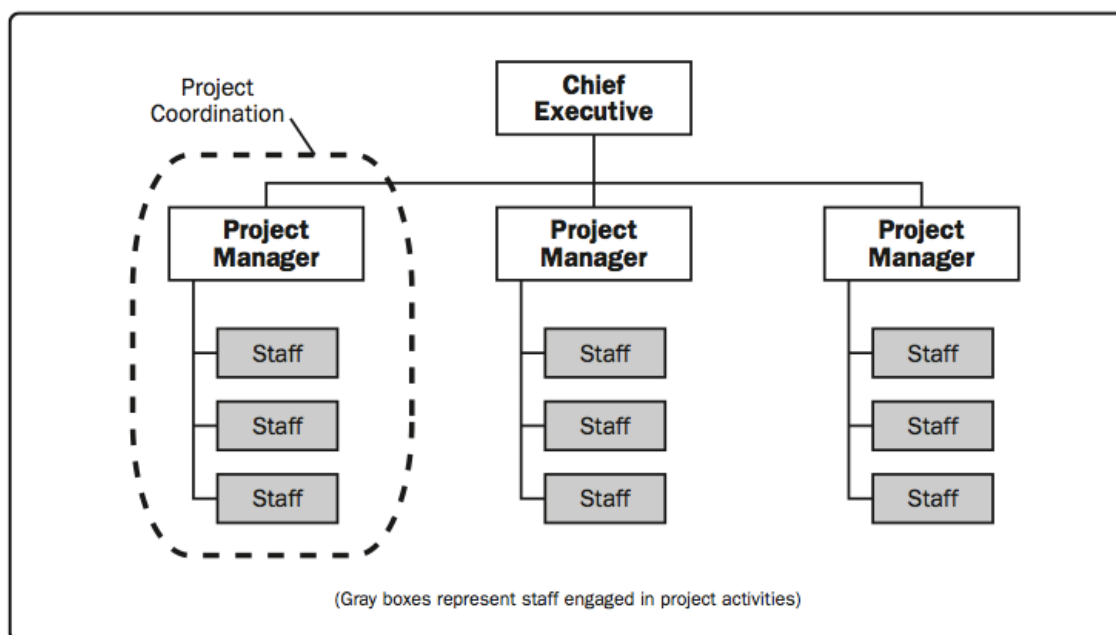 Project
Coordination
Chief
Executive
Project
Manager
Project
Manager
Project
Manager
Staff
Staff
Staff
Staff
Staff
Staff
Staff
Staff
Staff
(Gray boxes represent staff engaged in project activities)